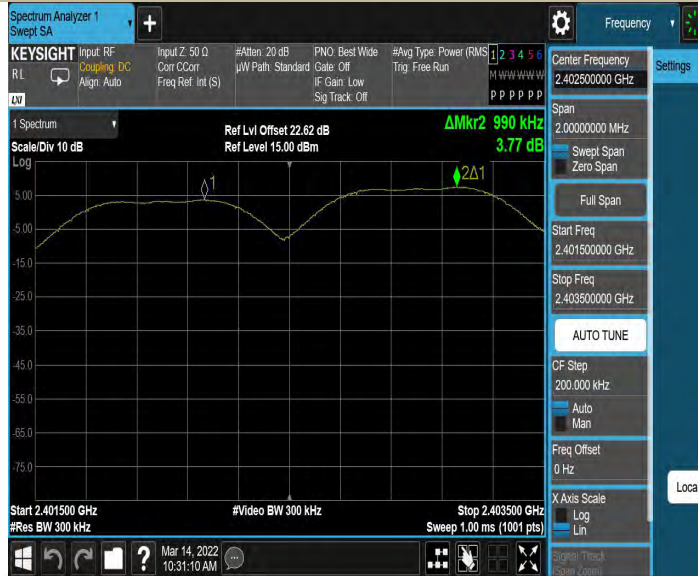 Spectrum Analyzer 1
Swept SA
Frequency
KEYSIGHT
RL
Input: RF
Coupling: DC
Align: Auto
Input Z: 50 Ω
Corr CCorr
Freq Ref: Int (S)
#Atten: 20 dB
µW Path: Standard
PNO: Best Wide
Gate: Off
IF Gain: Low
Sig Track: Off
#Avg Type: Power (RMS
Trig: Free Run
1 2 3 4 5 6
M W W W W W
P P P P P P
LXI
1 Spectrum
Scale/Div 10 dB
Log
Ref Lvl Offset 22.62 dB
Ref Level 15.00 dBm
ΔMkr2 990 kHz
3.77 dB
1
2Δ1
5.00
-5.00
-15.0
-25.0
-35.0
-45.0
-55.0
-65.0
-75.0
Start 2.401500 GHz
#Res BW 300 kHz
#Video BW 300 kHz
Stop 2.403500 GHz
Sweep 1.00 ms (1001 pts)
Mar 14, 2022
10:31:10 AM
Center Frequency
2.402500000 GHz
Span
2.00000000 MHz
Swept Span
Zero Span
Full Span
Start Freq
2.401500000 GHz
Stop Freq
2.403500000 GHz
AUTO TUNE
CF Step
200.000 kHz
Auto
Man
Freq Offset
0 Hz
X Axis Scale
Log
Lin
Signal Track
(Span Zoom)
Settings
Loca